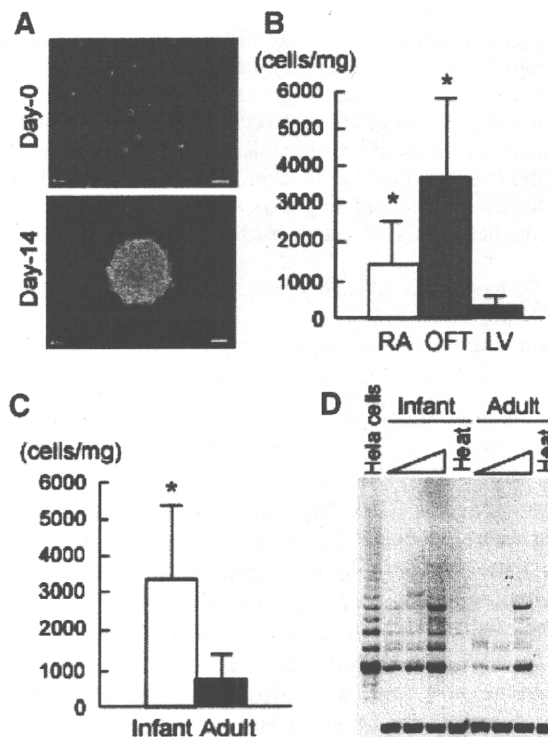 A
Day-0
Day-14
B
(cells/mg)
6000
5000
4000
3000
2000
1000
0
*
*
RA OFT LV
C
(cells/mg)
6000
5000
4000
3000
2000
1000
0
*
Infant Adult
D
Hela cells
Infant
Heat
Adult
Heat